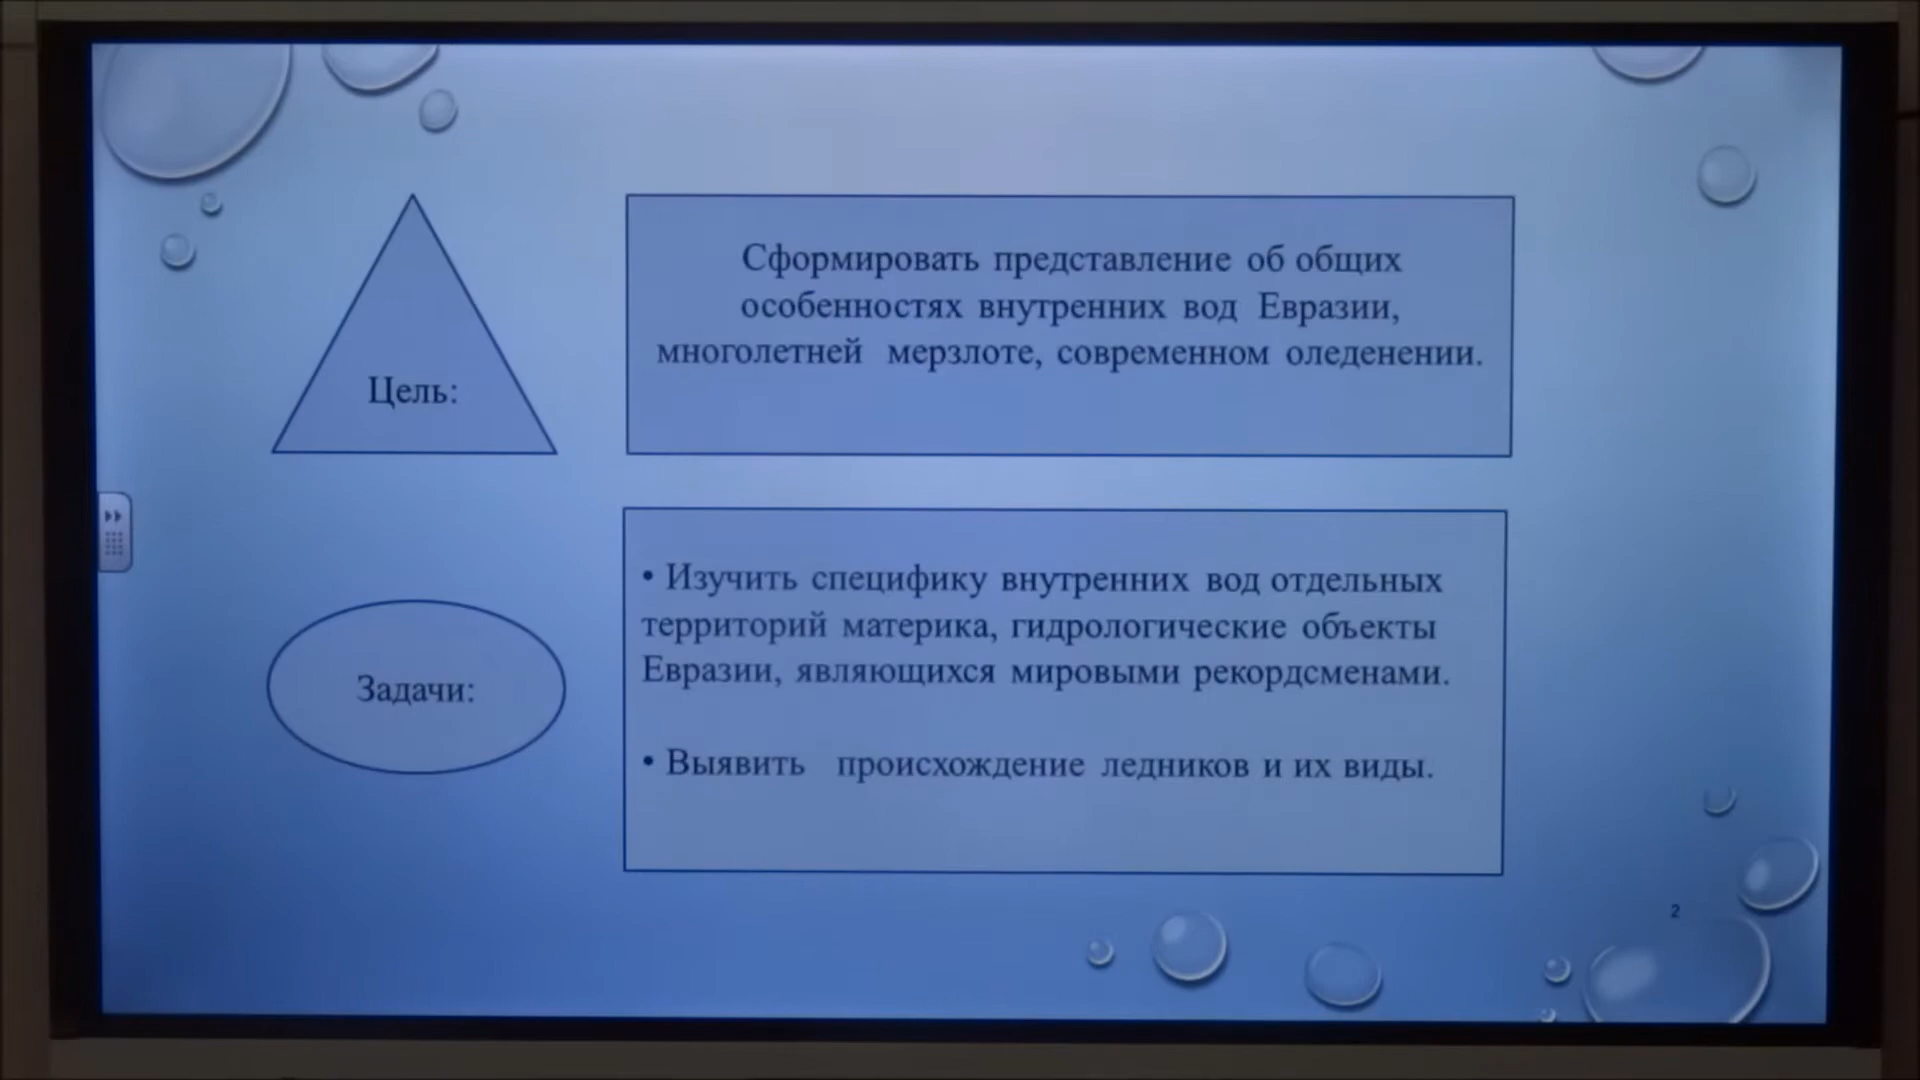 Цель:
Сформировать представление об общих
особенностях внутренних вод Евразии,
многолетней мерзлоте, современном оледенении.
Задачи:
• Изучить специфику внутренних вод отдельных
территорий материка, гидрологические объекты
Евразии, являющихся мировыми рекордсменами.
• Выявить происхождение ледников и их виды.
2